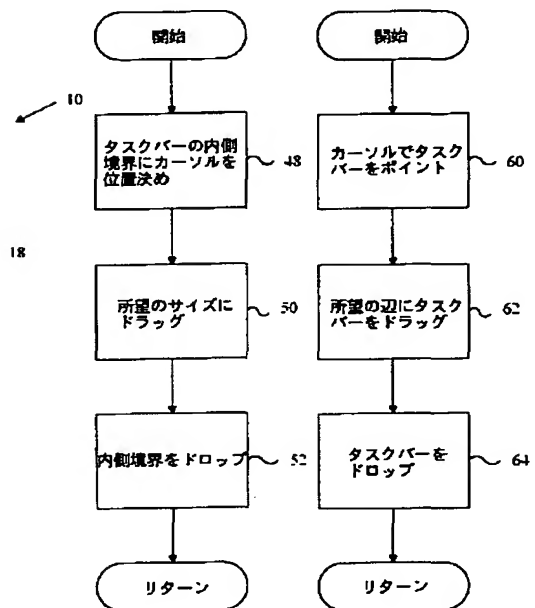 開始
開始
10
タスクバーの内側
境界にカーソルを
位置決め
48
カーソルでタスク
バーをポイント
60
18
所望のサイズに
ドラッグ
50
所望の辺にタスク
バーをドラッグ
62
内側境界をドロップ
52
タスクバーを
ドロップ
64
リターン
リターン